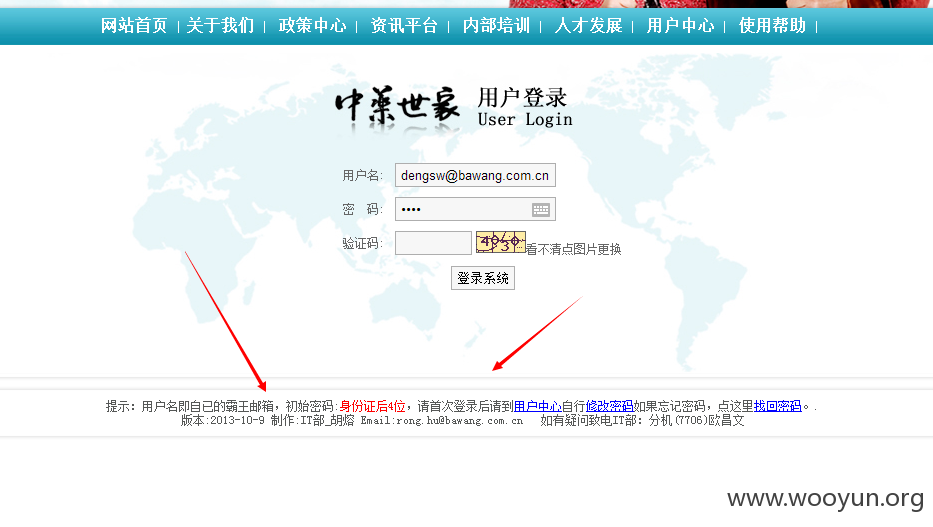 网站首页 | 关于我们 | 政策中心 | 资讯平台 | 内部培训 | 人才发展 | 用户中心 | 使用帮助 |
中药世家 用户登录
User Login
用户名: dengsw@bawang.com.cn
密 码: ••••
验证码: 看不清点图片更换
登录系统
提示：用户名即自已的霸王邮箱，初始密码:身份证后4位，请首次登录后请到用户中心自行修改密码如果忘记密码，点这里找回密码。.
版本:2013-10-9 制作:IT部_胡熔 Email:rong.hu@bawang.com.cn 如有疑问致电IT部：分机(7706)欧昌文
www.wooyun.org